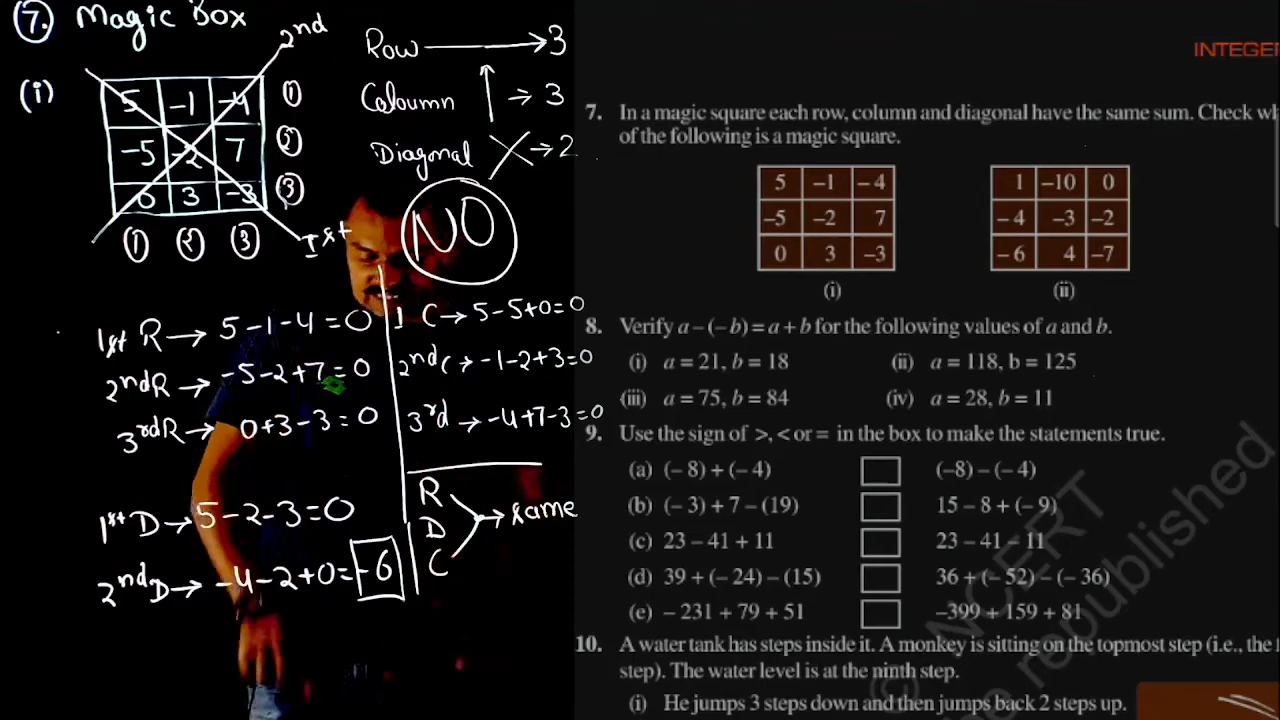 7. Magic Box
2nd
(i)
5 -1 -4 ①
-5 -2 7 ②
0 3 -3 ③
① ② ③ Ist
Row → 3
Coloumn ↑ → 3
Diagonal → 2
NO
1st R → 5-1-4=0
2nd R → -5-2+7=0
3rd R → 0+3-3=0
1 C → 5-5+0=0
2nd C → -1-2+3=0
3rd → -4+7-3=0
1st D → 5-2-3=0
2nd D → -4-2+0=-6
R
D → same
C
INTEGER
7. In a magic square each row, column and diagonal have the same sum. Check
of the following is a magic square.
5 –1 – 4
–5 –2 7
0 3 –3
(i)
1 –10 0
– 4 –3 –2
– 6 4 –7
(ii)
8. Verify a – (– b) = a + b for the following values of a and b.
(i) a = 21, b = 18 (ii) a = 118, b = 125
(iii) a = 75, b = 84 (iv) a = 28, b = 11
9. Use the sign of >, < or = in the box to make the statements true.
(a) (– 8) + (– 4) (–8) – (– 4)
(b) (– 3) + 7 – (19) 15 – 8 + (– 9)
(c) 23 – 41 + 11 23 – 41 – 11
(d) 39 + (– 24) – (15) 36 + (– 52) – (– 36)
(e) – 231 + 79 + 51 –399 + 159 + 81
10. A water tank has steps inside it. A monkey is sitting on the topmost step (i.e., the
step). The water level is at the ninth step.
(i) He jumps 3 steps down and then jumps back 2 steps up.
© NCERT
republished